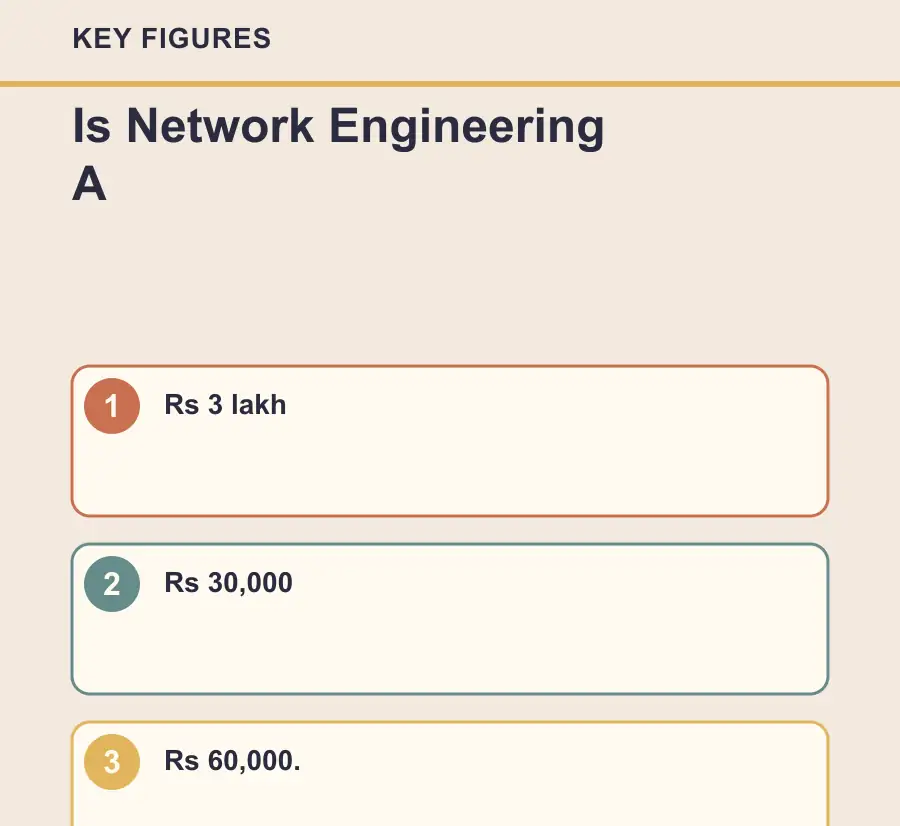 KEY FIGURES
Is Network Engineering
A
1
Rs 3 lakh
2
Rs 30,000
3
Rs 60,000.